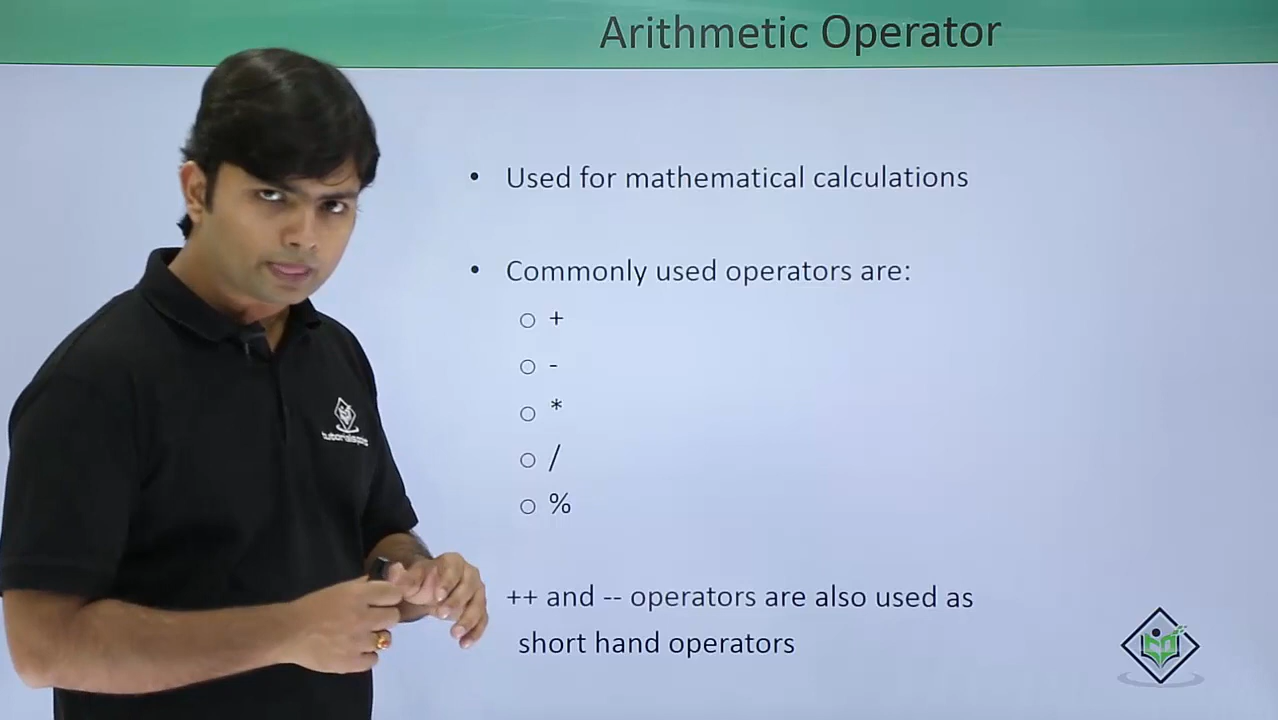 Arithmetic Operator
• Used for mathematical calculations
• Commonly used operators are:
○ +
○ -
○ *
○ /
○ %
++ and -- operators are also used as
short hand operators